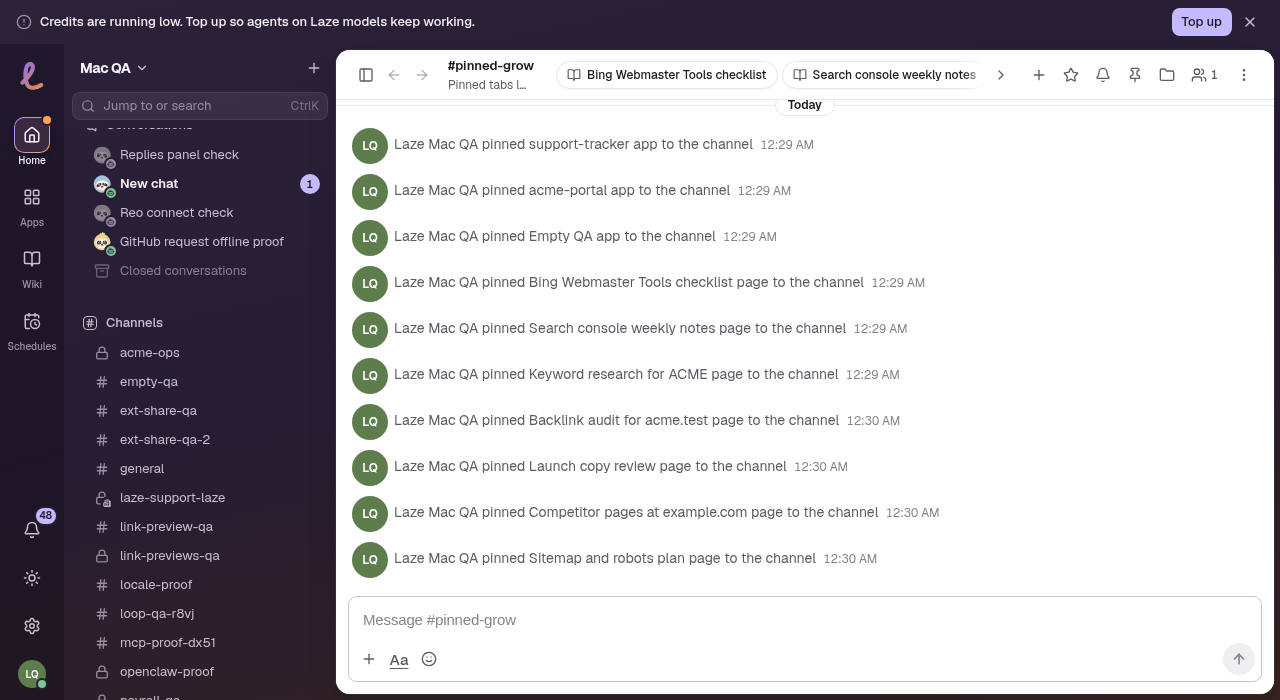 Credits are running low. Top up so agents on Laze models keep working.
Top up
Mac QA
Jump to or search
CtrlK
Home
Apps
Wiki
Schedules
48
LQ
Conversations
Replies panel check
New chat
1
Reo connect check
GitHub request offline proof
Closed conversations
Channels
acme-ops
empty-qa
ext-share-qa
ext-share-qa-2
general
laze-support-laze
link-preview-qa
link-previews-qa
locale-proof
loop-qa-r8vj
mcp-proof-dx51
openclaw-proof
#pinned-grow
Pinned tabs l…
Bing Webmaster Tools checklist
Search console weekly notes
1
Today
LQ Laze Mac QA pinned support-tracker app to the channel 12:29 AM
LQ Laze Mac QA pinned acme-portal app to the channel 12:29 AM
LQ Laze Mac QA pinned Empty QA app to the channel 12:29 AM
LQ Laze Mac QA pinned Bing Webmaster Tools checklist page to the channel 12:29 AM
LQ Laze Mac QA pinned Search console weekly notes page to the channel 12:29 AM
LQ Laze Mac QA pinned Keyword research for ACME page to the channel 12:29 AM
LQ Laze Mac QA pinned Backlink audit for acme.test page to the channel 12:30 AM
LQ Laze Mac QA pinned Launch copy review page to the channel 12:30 AM
LQ Laze Mac QA pinned Competitor pages at example.com page to the channel 12:30 AM
LQ Laze Mac QA pinned Sitemap and robots plan page to the channel 12:30 AM
Message #pinned-grow
Aa